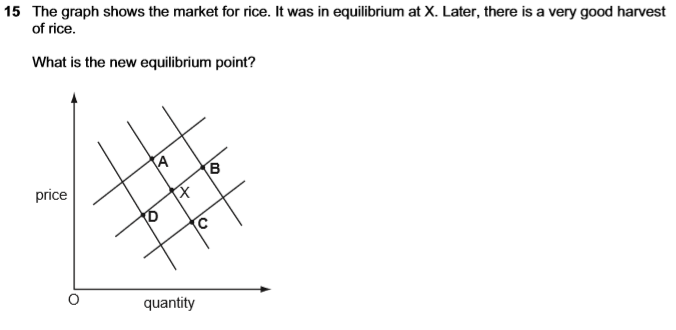 15 The graph shows the market for rice. It was in equilibrium at X. Later, there is a very good harvest
of rice.
What is the new equilibrium point?
A
B
price
X
D
C
O
quantity